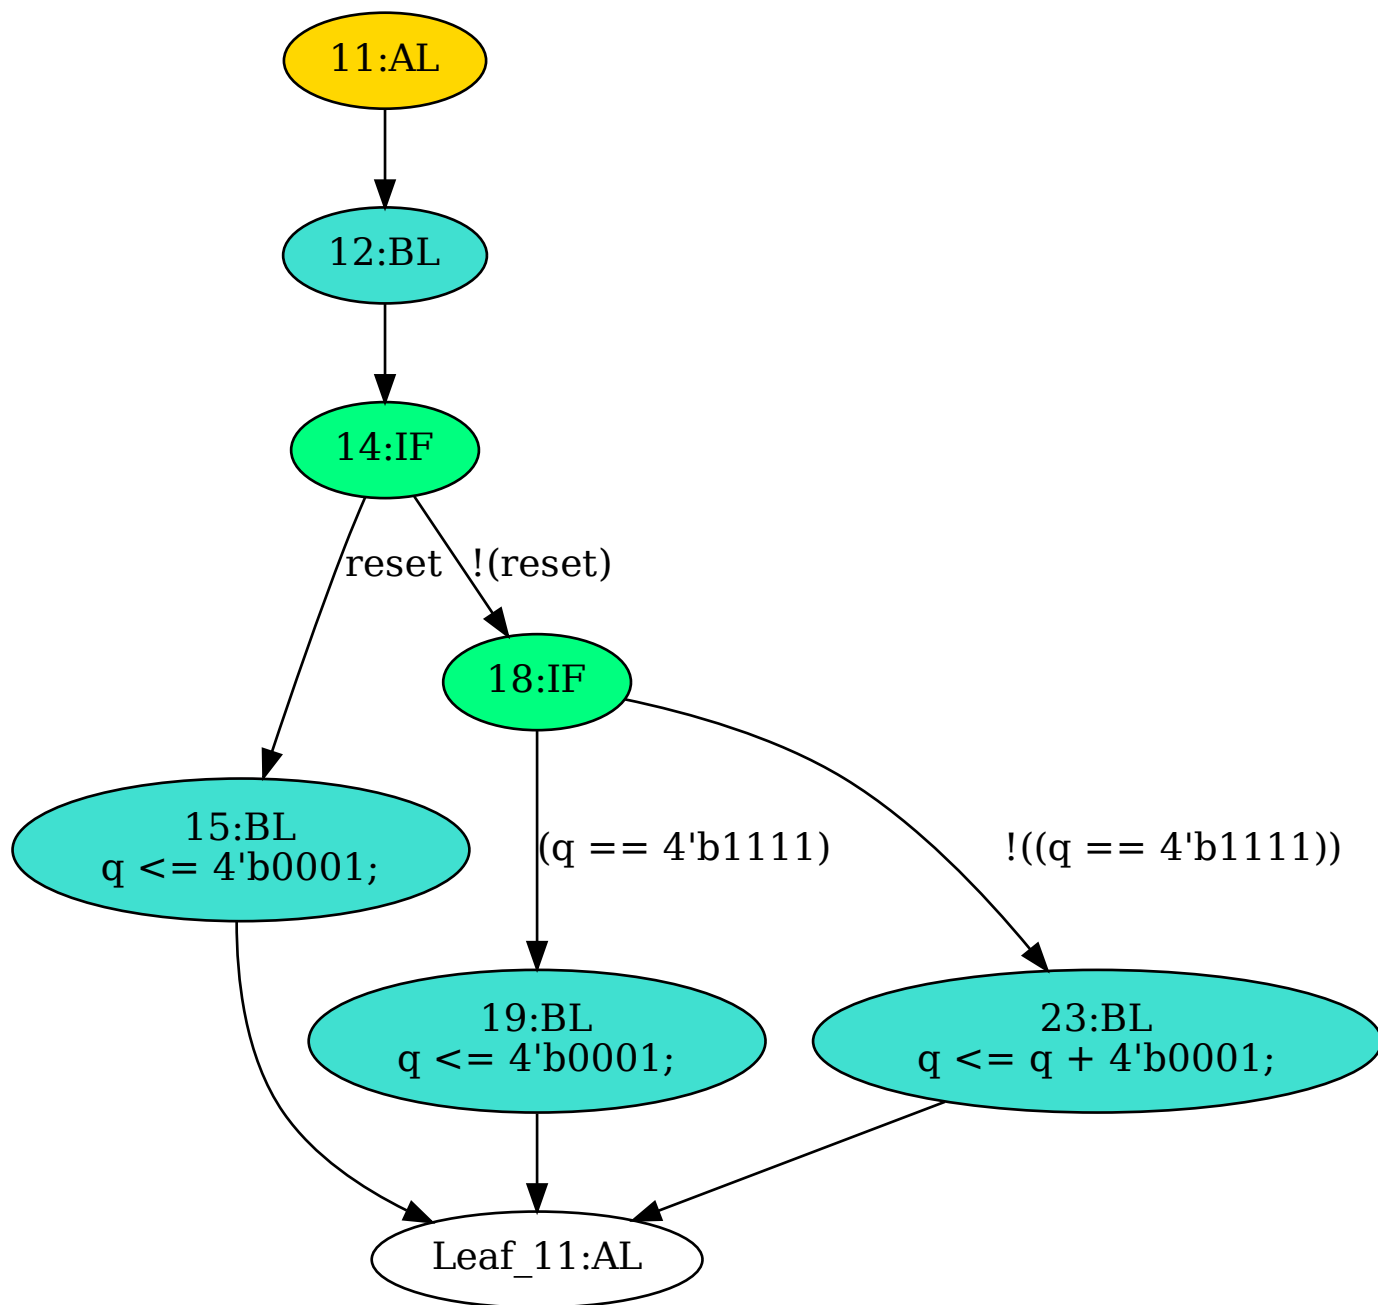 11:AL
12:BL
14:IF
reset
!(reset)
18:IF
15:BL
q <= 4'b0001;
(q == 4'b1111)
!((q == 4'b1111))
19:BL
q <= 4'b0001;
23:BL
q <= q + 4'b0001;
Leaf_11:AL